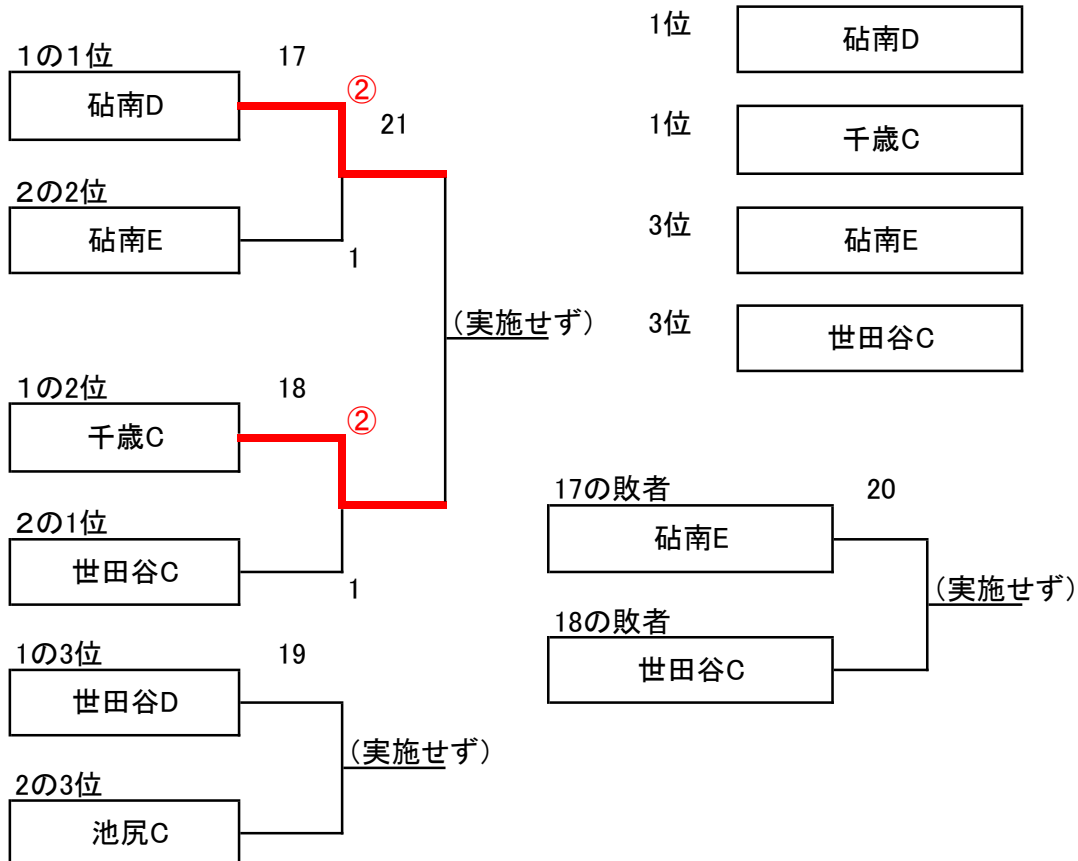 1の1位 17
砧南D
②
21
2の2位
砧南E
1
(実施せず)
1の2位 18
千歳C
②
2の1位
世田谷C
1
1の3位 19
世田谷D
(実施せず)
2の3位
池尻C
1位 砧南D
1位 千歳C
3位 砧南E
3位 世田谷C
17の敗者 20
砧南E
(実施せず)
18の敗者
世田谷C